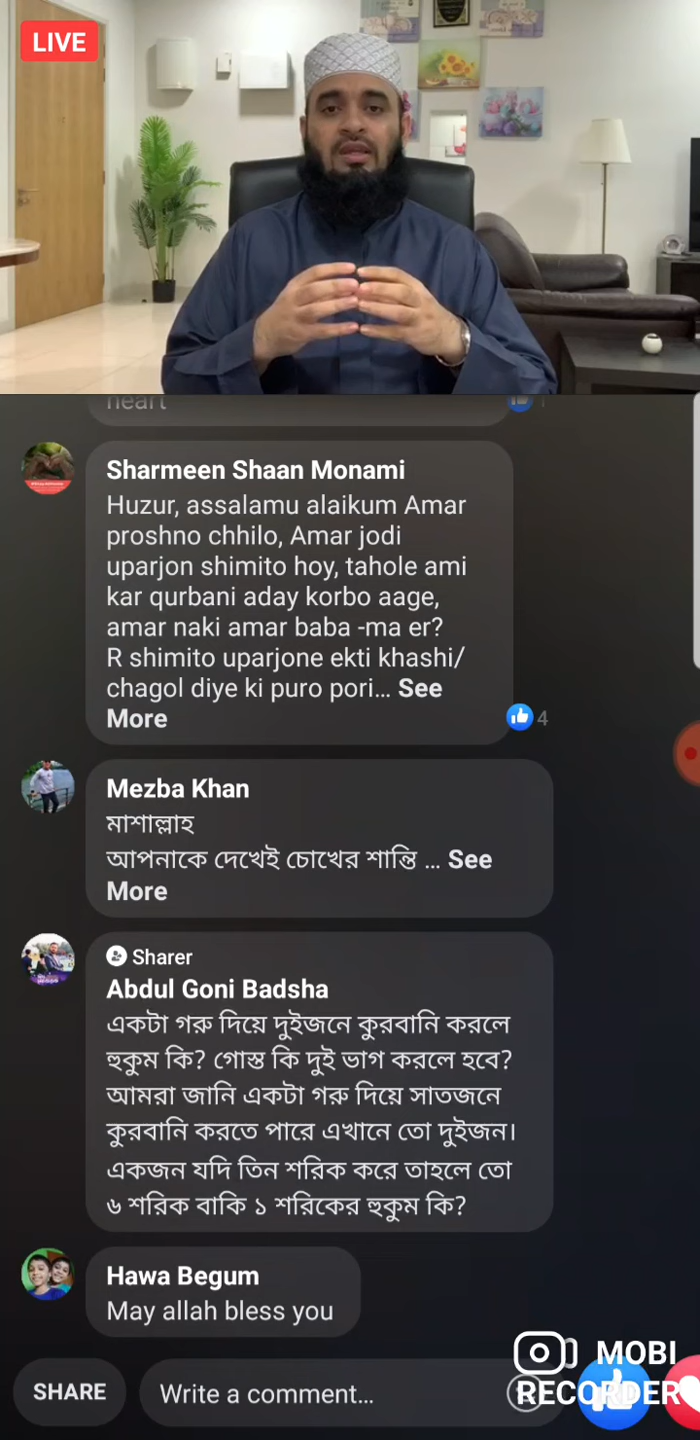 LIVE
heart
Sharmeen Shaan Monami
Huzur, assalamu alaikum Amar
proshno chhilo, Amar jodi
uparjon shimito hoy, tahole ami
kar qurbani aday korbo aage,
amar naki amar baba -ma er?
R shimito uparjone ekti khashi/
chagol diye ki puro pori... See
More
4
Mezba Khan
মাশাল্লাহ
আপনাকে দেখেই চোখের শান্তি ... See
More
Sharer
Abdul Goni Badsha
একটা গরু দিয়ে দুইজনে কুরবানি করলে
হুকুম কি? গোস্ত কি দুই ভাগ করলে হবে?
আমরা জানি একটা গরু দিয়ে সাতজনে
কুরবানি করতে পারে এখানে তো দুইজন।
একজন যদি তিন শরিক করে তাহলে তো
৬ শরিক বাকি ১ শরিকের হুকুম কি?
Hawa Begum
May allah bless you
SHARE
Write a comment...
MOBI
RECORDER